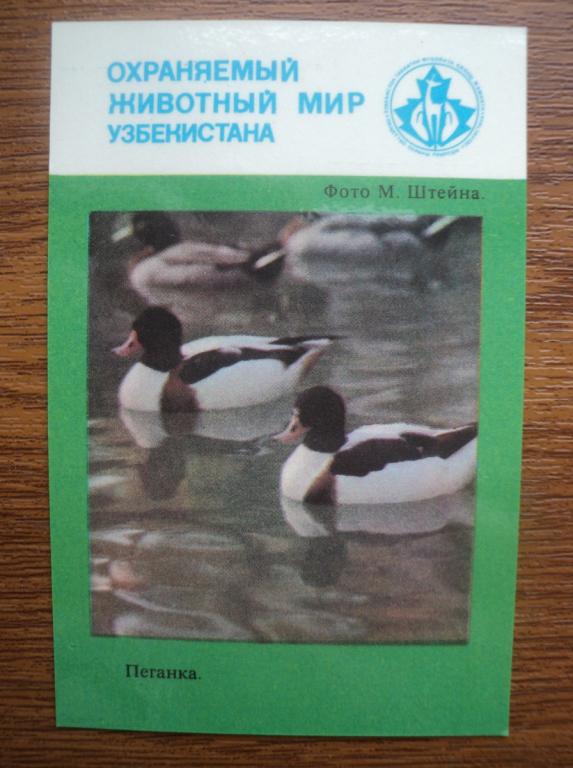 ОХРАНЯЕМЫЙ
ЖИВОТНЫЙ МИР
УЗБЕКИСТАНА
Фото М. Штейна.
Пеганка.